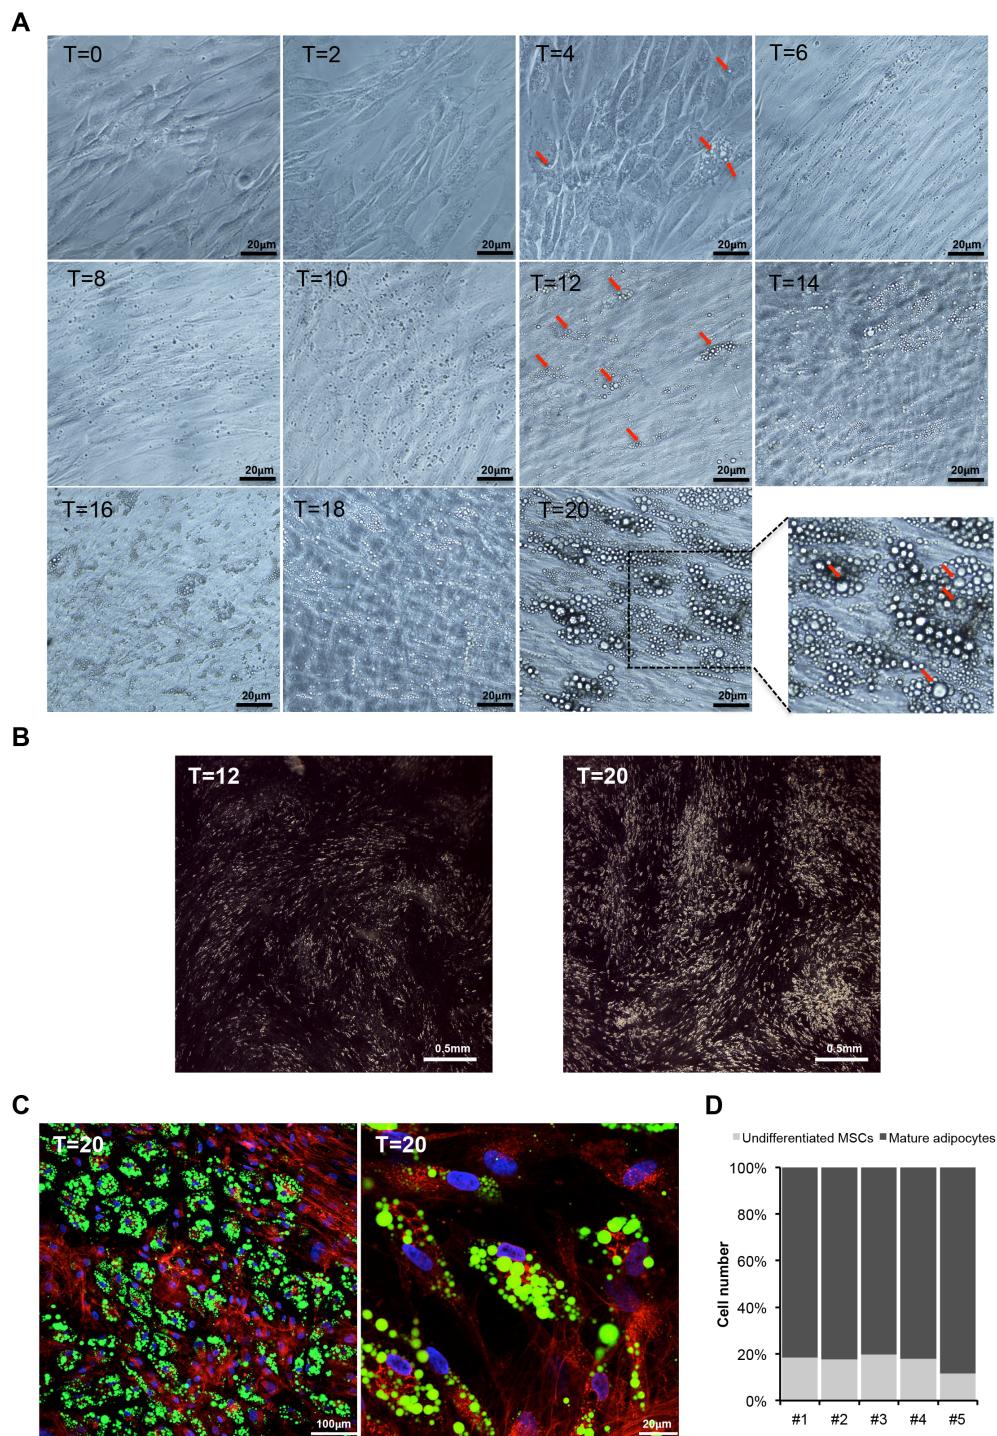 A
T=0
T=2
T=4
T=6
20µm
20µm
20µm
20µm
T=8
T=10
T=12
T=14
20µm
20µm
20µm
20µm
T=16
T=18
T=20
20µm
20µm
20µm
B
T=12
T=20
0.5mm
0.5mm
C
D
T=20
T=20
100µm
20µm
Undifferentiated MSCs
Mature adipocytes
Cell number
100%
80%
60%
40%
20%
0%
#1
#2
#3
#4
#5